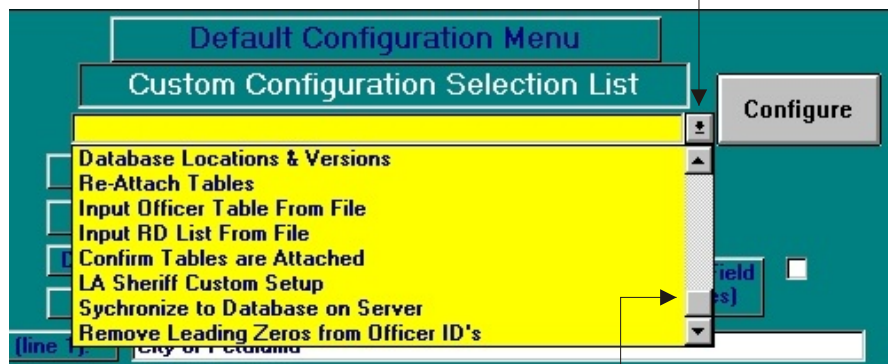 Default Configuration Menu
Custom Configuration Selection List
Configure
Database Locations & Versions
Re-Attach Tables
Input Officer Table From File
Input RD List From File
Confirm Tables are Attached
LA Sheriff Custom Setup
Sychronize to Database on Server
Remove Leading Zeros from Officer ID's
(line 1):